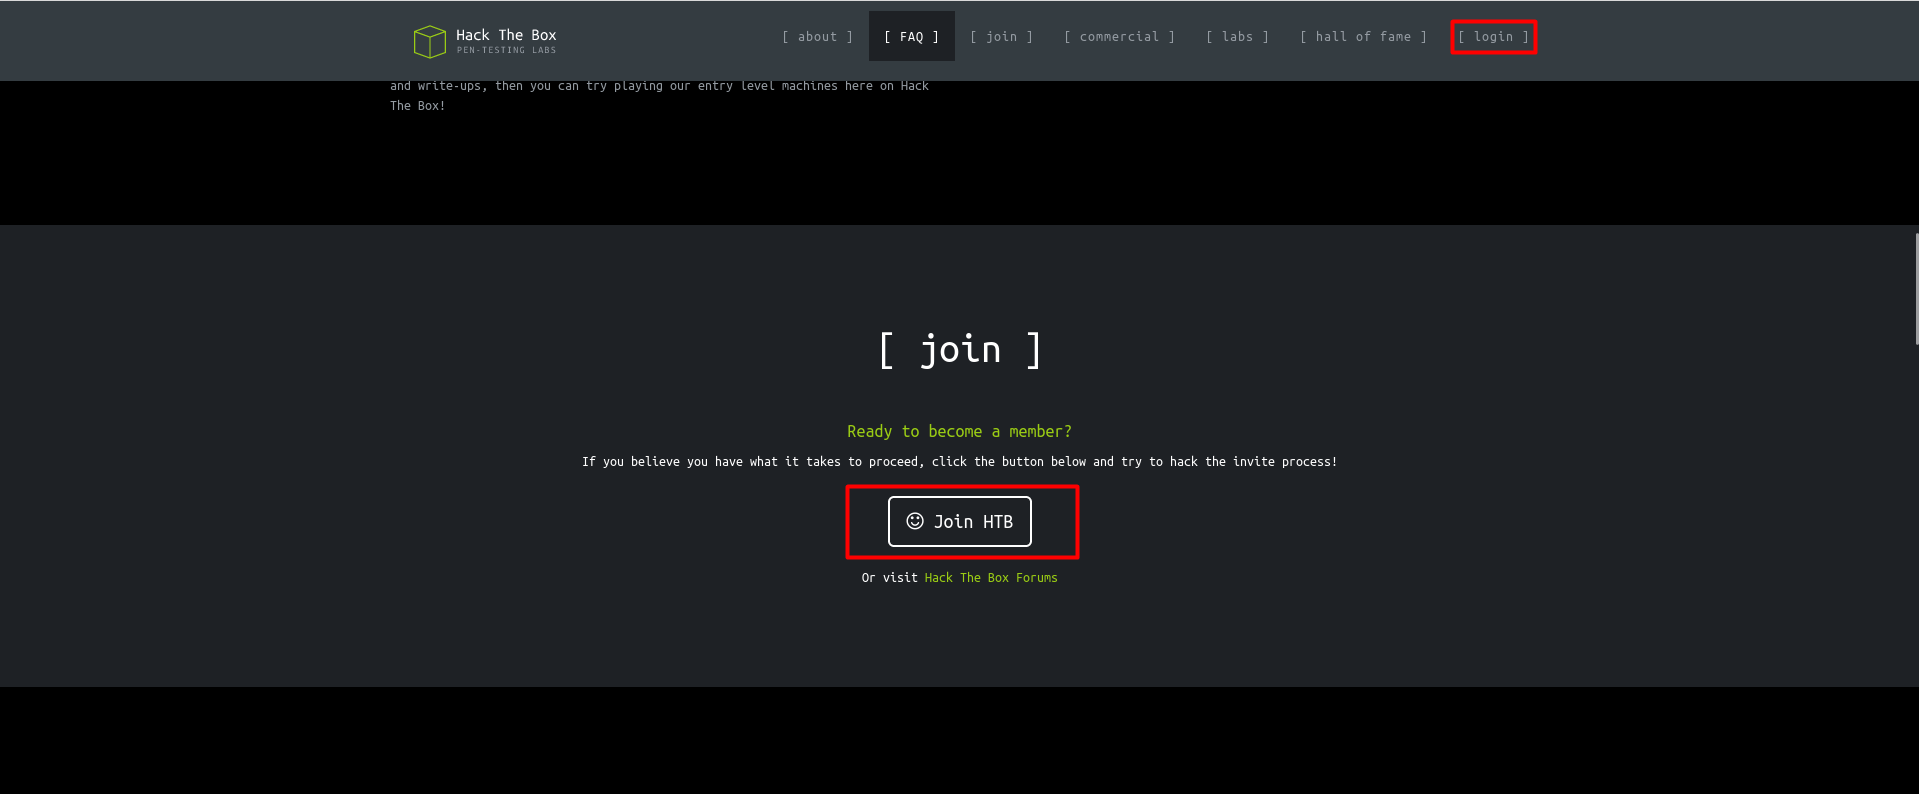 Hack The Box
PEN-TESTING LABS
[ about ] [ FAQ ] [ join ] [ commercial ] [ labs ] [ hall of fame ] [ login ]
and write-ups, then you can try playing our entry level machines here on Hack
The Box!
[ join ]
Ready to become a member?
If you believe you have what it takes to proceed, click the button below and try to hack the invite process!
Join HTB
Or visit Hack The Box Forums